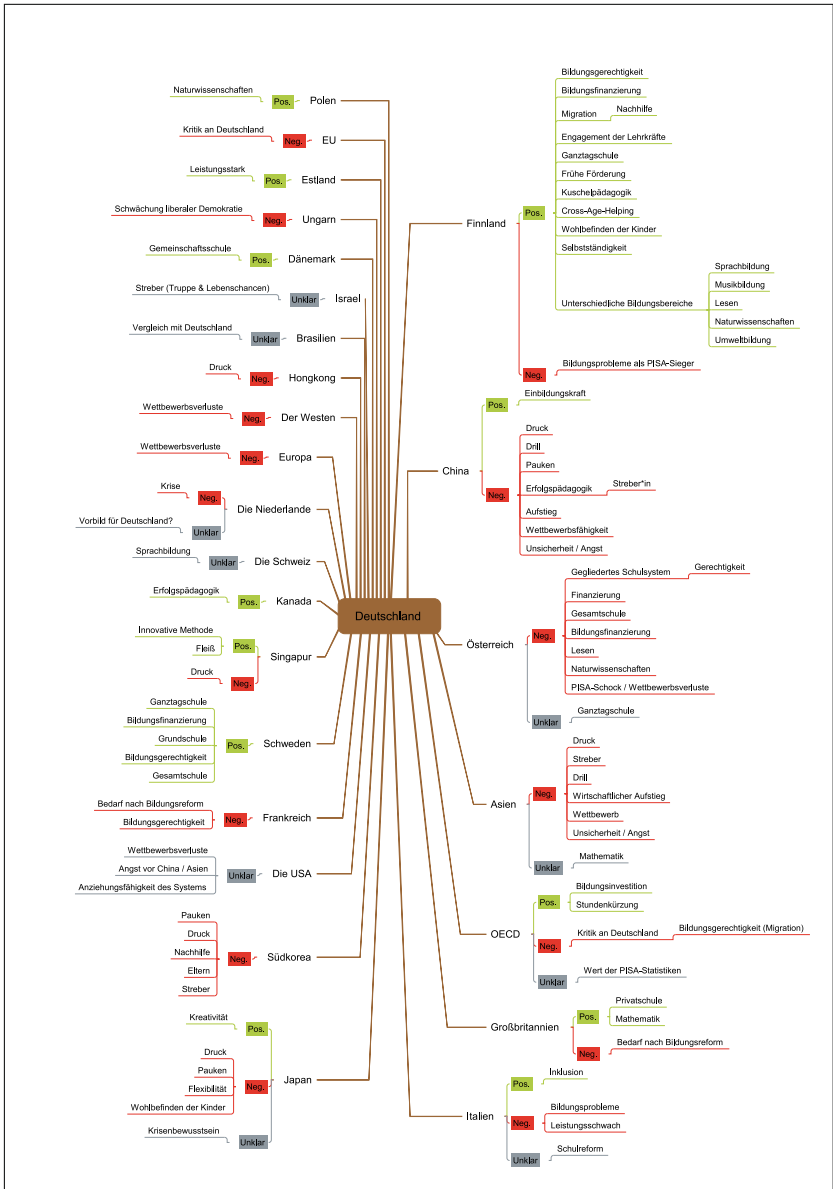 Deutschland
Naturwissenschaften
Pos.
Polen
Kritik an Deutschland
Neg.
EU
Leistungsstark
Pos.
Estland
Schwächung liberaler Demokratie
Neg.
Ungarn
Gemeinschaftsschule
Pos.
Dänemark
Streber (Truppe & Lebenschancen)
Unklar
Israel
Vergleich mit Deutschland
Unklar
Brasilien
Druck
Neg.
Hongkong
Wettbewerbsverluste
Neg.
Der Westen
Wettbewerbsverluste
Neg.
Europa
Krise
Neg.
Vorbild für Deutschland?
Unklar
Die Niederlande
Sprachbildung
Unklar
Die Schweiz
Erfolgspädagogik
Pos.
Kanada
Innovative Methode
Fleiß
Pos.
Druck
Neg.
Singapur
Ganztagschule
Bildungsfinanzierung
Grundschule
Bildungsgerechtigkeit
Gesamtschule
Pos.
Schweden
Bedarf nach Bildungsreform
Bildungsgerechtigkeit
Neg.
Frankreich
Wettbewerbsverluste
Angst vor China / Asien
Anziehungsfähigkeit des Systems
Unklar
Die USA
Pauken
Druck
Nachhilfe
Eltern
Streber
Neg.
Südkorea
Kreativität
Pos.
Druck
Pauken
Flexibilität
Wohlbefinden der Kinder
Neg.
Krisenbewusstsein
Unklar
Japan
Finnland
Pos.
Bildungsgerechtigkeit
Bildungsfinanzierung
Migration
Nachhilfe
Engagement der Lehrkräfte
Ganztagschule
Frühe Förderung
Kuschelpädagogik
Cross-Age-Helping
Wohlbefinden der Kinder
Selbstständigkeit
Unterschiedliche Bildungsbereiche
Sprachbildung
Musikbildung
Lesen
Naturwissenschaften
Umweltbildung
Neg.
Bildungsprobleme als PISA-Sieger
China
Pos.
Einbildungskraft
Neg.
Druck
Drill
Pauken
Erfolgspädagogik
Streber*in
Aufstieg
Wettbewerbsfähigkeit
Unsicherheit / Angst
Österreich
Neg.
Gegliedertes Schulsystem
Gerechtigkeit
Finanzierung
Gesamtschule
Bildungsfinanzierung
Lesen
Naturwissenschaften
PISA-Schock / Wettbewerbsverluste
Unklar
Ganztagschule
Asien
Neg.
Druck
Streber
Drill
Wirtschaftlicher Aufstieg
Wettbewerb
Unsicherheit / Angst
Unklar
Mathematik
OECD
Pos.
Bildungsinvestition
Stundenkürzung
Neg.
Kritik an Deutschland
Bildungsgerechtigkeit (Migration)
Unklar
Wert der PISA-Statistiken
Großbritannien
Pos.
Privatschule
Mathematik
Neg.
Bedarf nach Bildungsreform
Italien
Pos.
Inklusion
Neg.
Bildungsprobleme
Leistungsschwach
Unklar
Schulreform